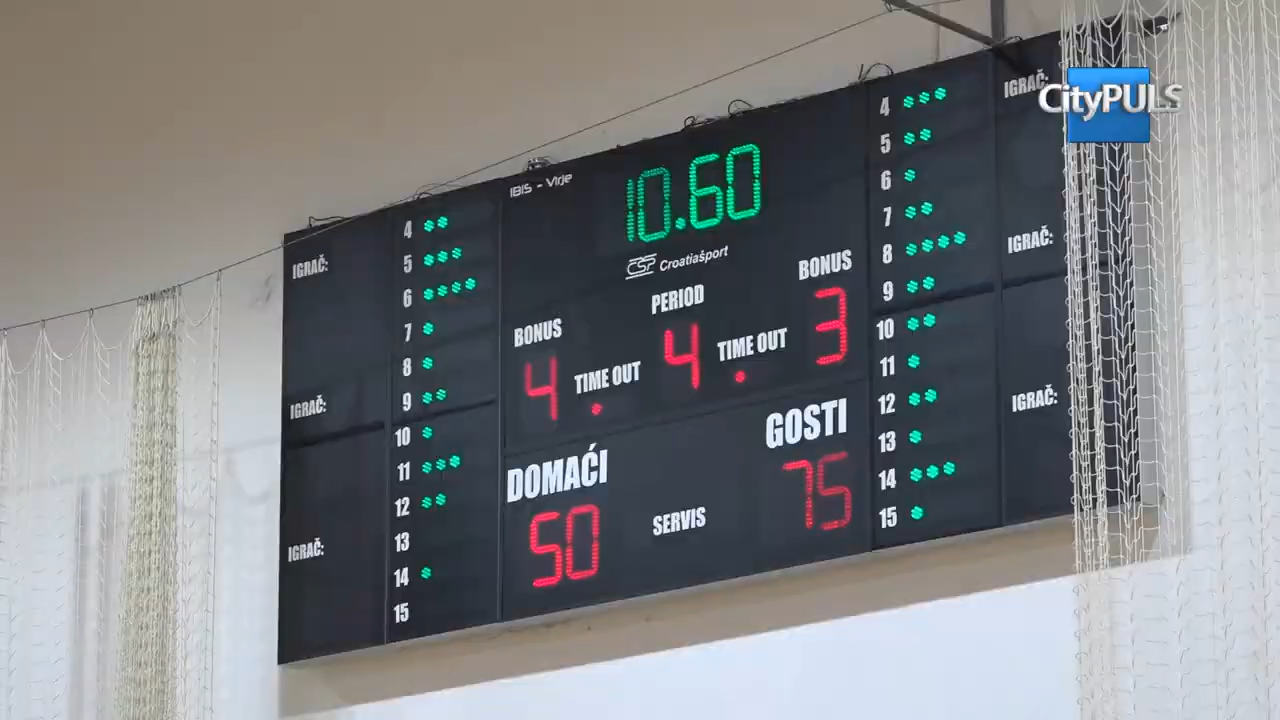 CityPULS
IBIS - Virje
10.60
CSF Croatiašport
IGRAČ:
IGRAČ:
IGRAČ:
4
5
6
7
8
9
10
11
12
13
14
15
BONUS
4
TIME OUT
PERIOD
4
TIME OUT
BONUS
3
DOMAĆI
50
SERVIS
GOSTI
75
4
5
6
7
8
9
10
11
12
13
14
15
IGRAČ:
IGRAČ:
IGRAČ: